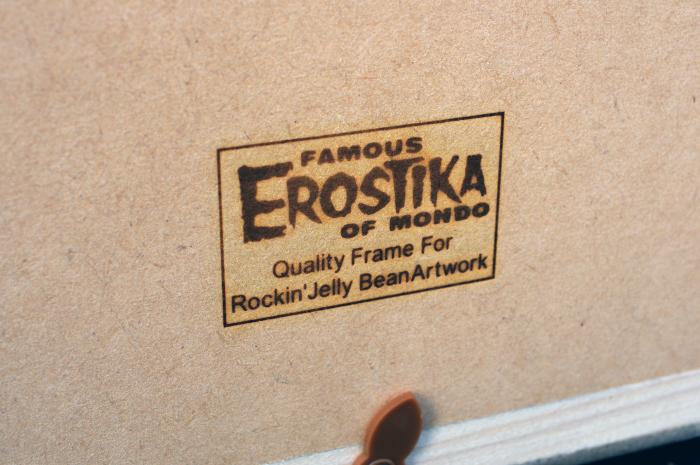 FAMOUS
EROSTIKA
OF MONDO
Quality Frame For
Rockin'Jelly BeanArtwork